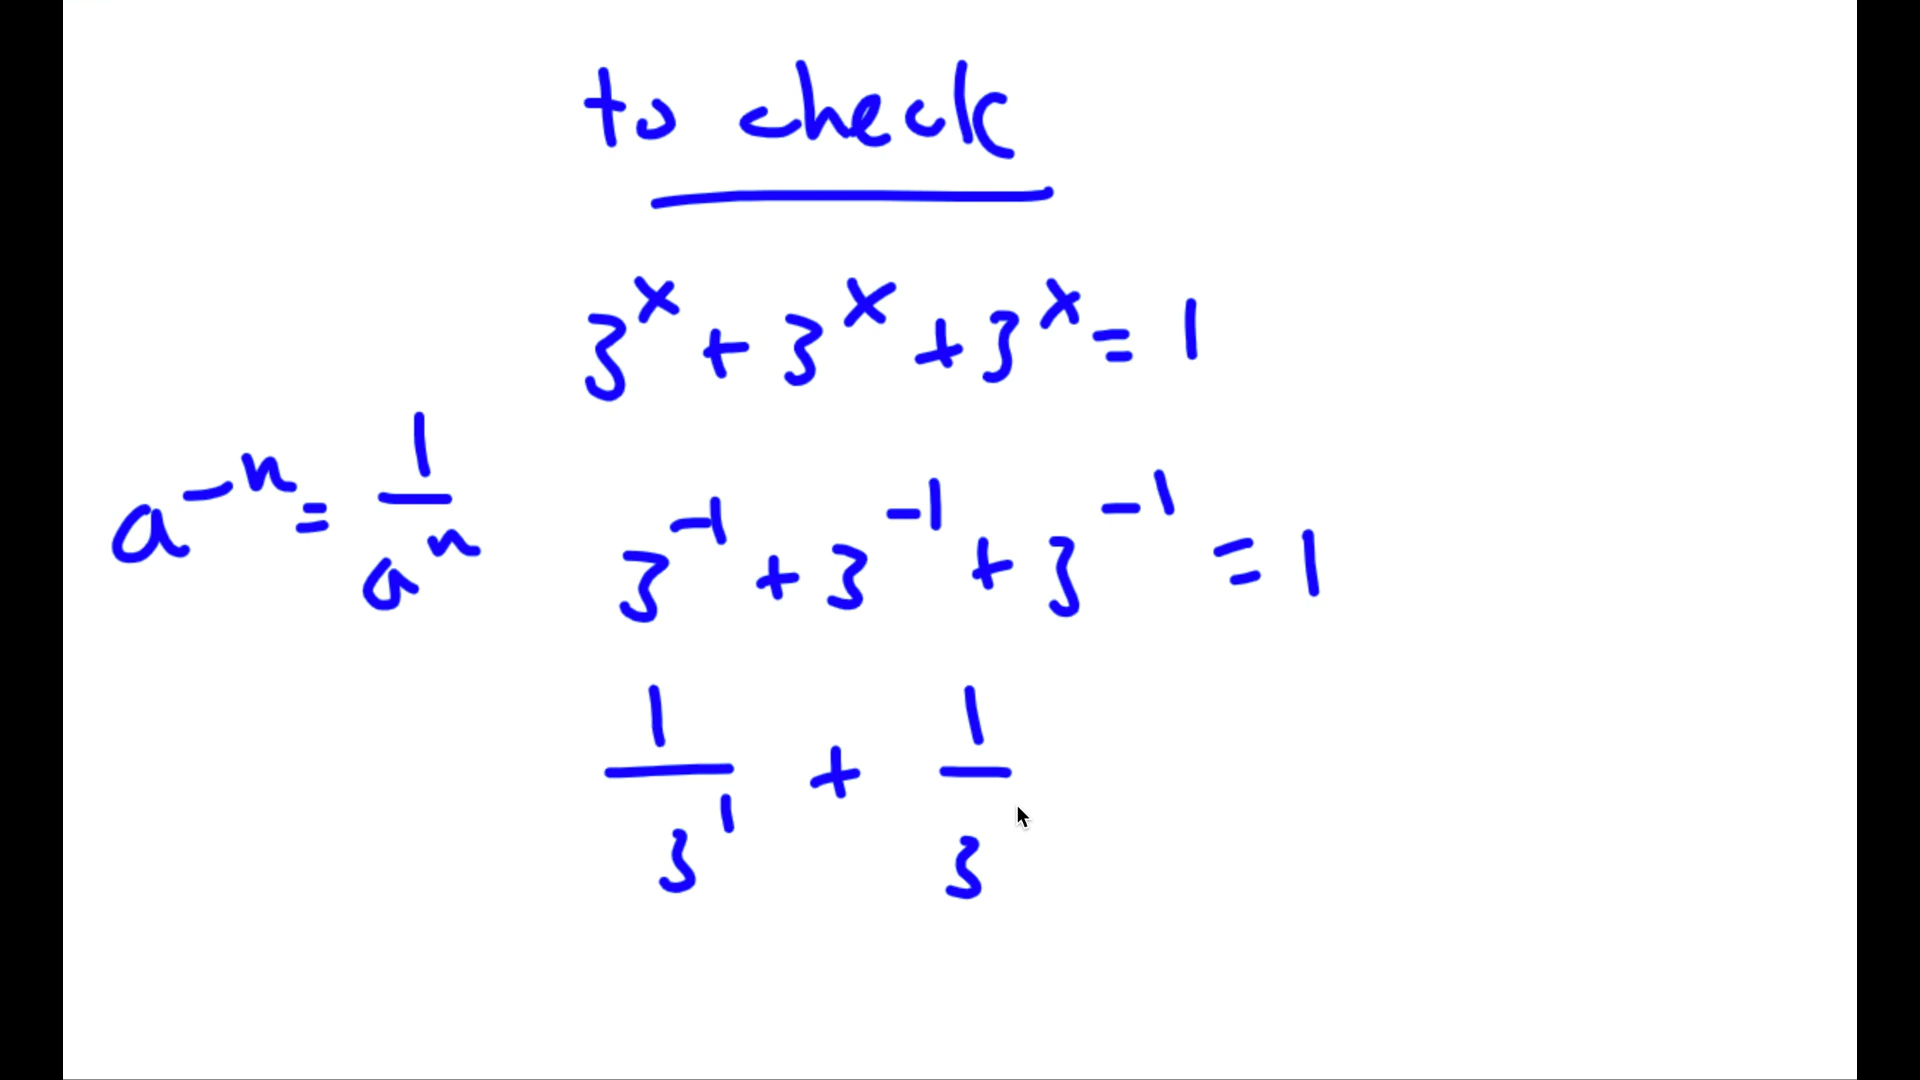 to check
3^x + 3^x + 3^x = 1
a^-n = 1/a^n
3^-1 + 3^-1 + 3^-1 = 1
1/3^1 + 1/3